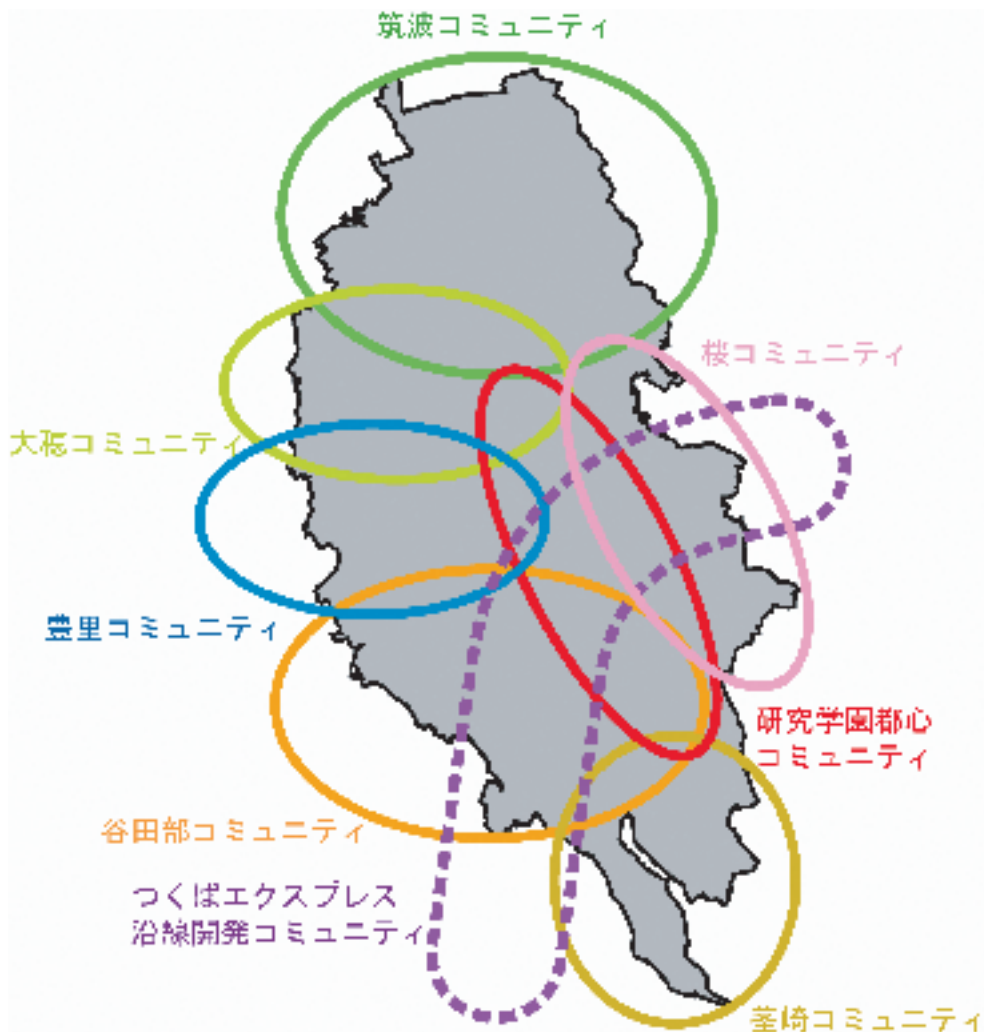 筑波コミュニティ
桜コミュニティ
大穂コミュニティ
豊里コミュニティ
研究学園都心
コミュニティ
谷田部コミュニティ
つくばエクスプレス
沿線開発コミュニティ
茎崎コミュニティ